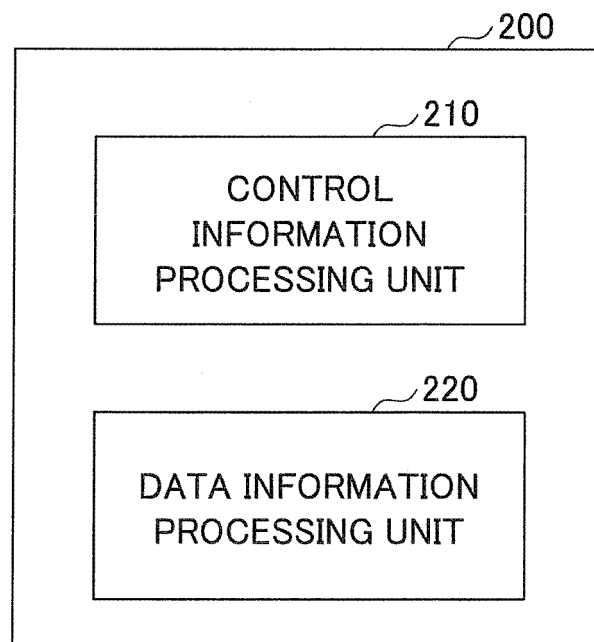 200
210
CONTROL
INFORMATION
PROCESSING UNIT
220
DATA INFORMATION
PROCESSING UNIT